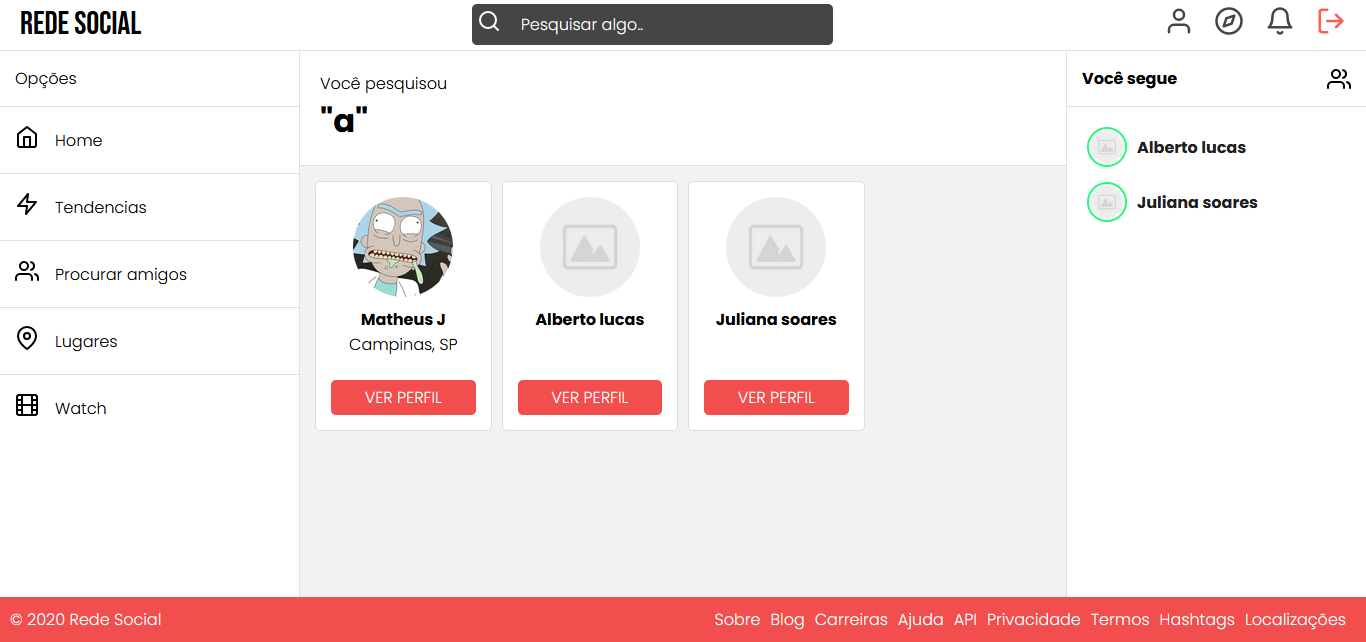 REDE SOCIAL
Pesquisar algo..
Opções
Home
Tendencias
Procurar amigos
Lugares
Watch
Você pesquisou
"a"
Matheus J
Campinas, SP
VER PERFIL
Alberto lucas
VER PERFIL
Juliana soares
VER PERFIL
Você segue
Alberto lucas
Juliana soares
© 2020 Rede Social
Sobre Blog Carreiras Ajuda API Privacidade Termos Hashtags Localizações